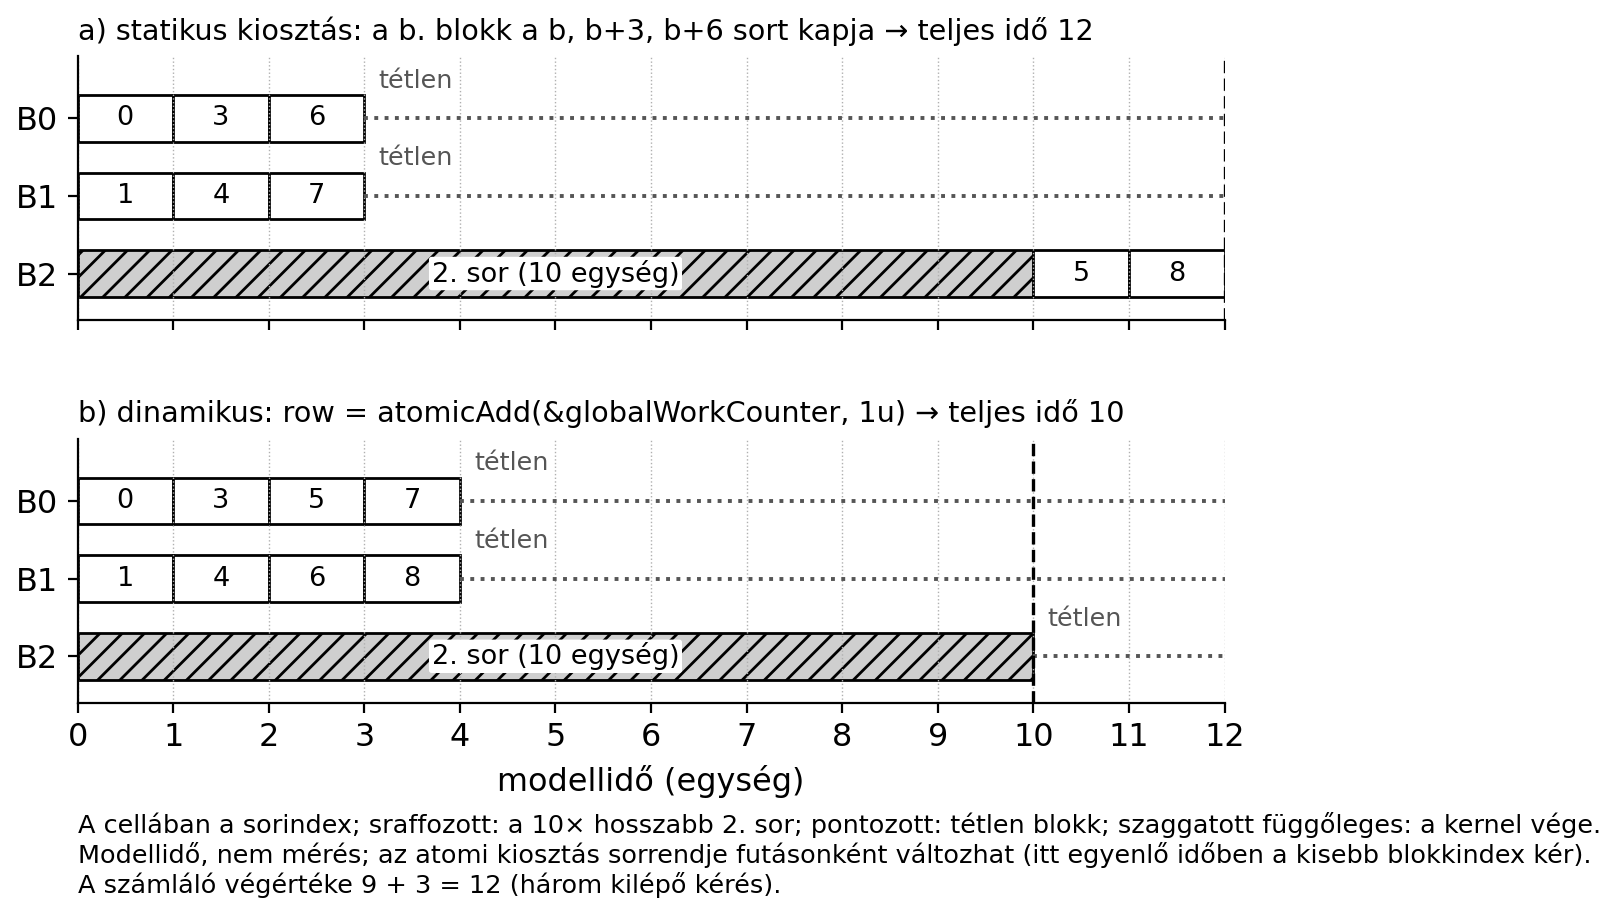 a) statikus kiosztás: a b. blokk a b, b+3, b+6 sort kapja → teljes idő 12
tétlen
B0 0 3 6
tétlen
B1 1 4 7
B2 2. sor (10 egység) 5 8
b) dinamikus: row = atomicAdd(&globalWorkCounter, 1u) → teljes idő 10
tétlen
B0 0 3 5 7
tétlen
B1 1 4 6 8
tétlen
B2 2. sor (10 egység)
0 1 2 3 4 5 6 7 8 9 10 11 12
modellidő (egység)
A cellában a sorindex; sraffozott: a 10× hosszabb 2. sor; pontozott: tétlen blokk; szaggatott függőleges: a kernel vége.
Modellidő, nem mérés; az atomi kiosztás sorrendje futásonként változhat (itt egyenlő időben a kisebb blokkindex kér).
A számláló végértéke 9 + 3 = 12 (három kilépő kérés).